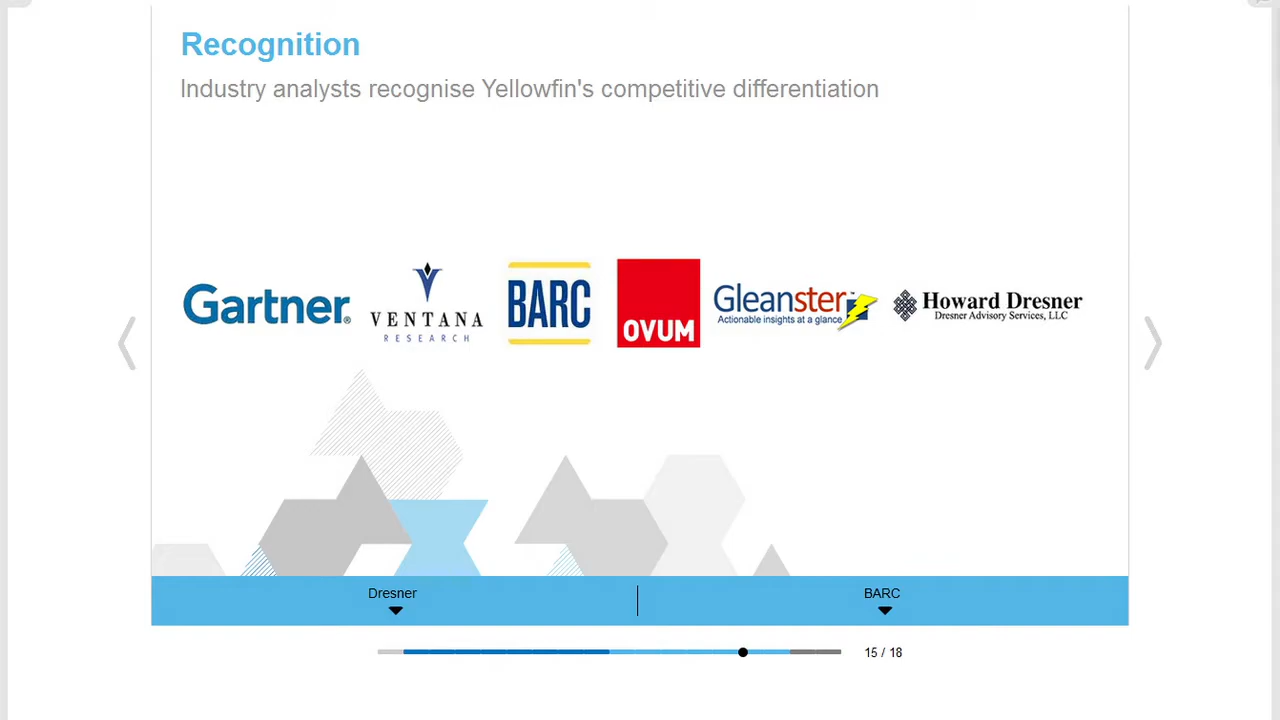 Recognition
Industry analysts recognise Yellowfin's competitive differentiation
Gartner®
VENTANA
RESEARCH
BARC
OVUM
Gleanster
Actionable insights at a glance
Howard Dresner
Dresner Advisory Services, LLC
Dresner
BARC
15 / 18